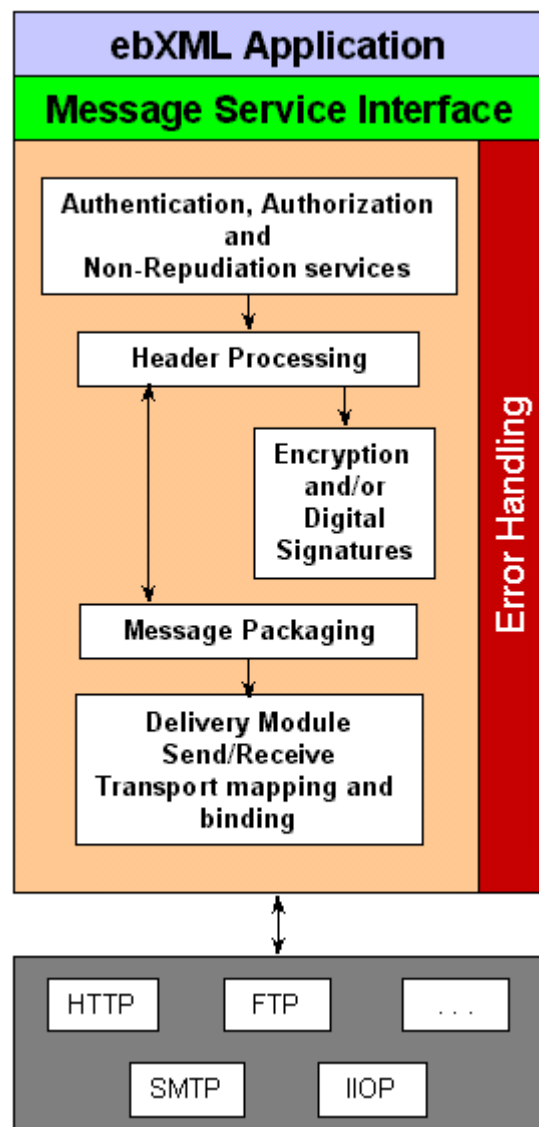 ebXML Application
Message Service Interface
Authentication, Authorization
and
Non-Repudiation services
Header Processing
Encryption
and/or
Digital
Signatures
Message Packaging
Delivery Module
Send/Receive
Transport mapping and
binding
Error Handling
HTTP
FTP
. . .
SMTP
IIOP